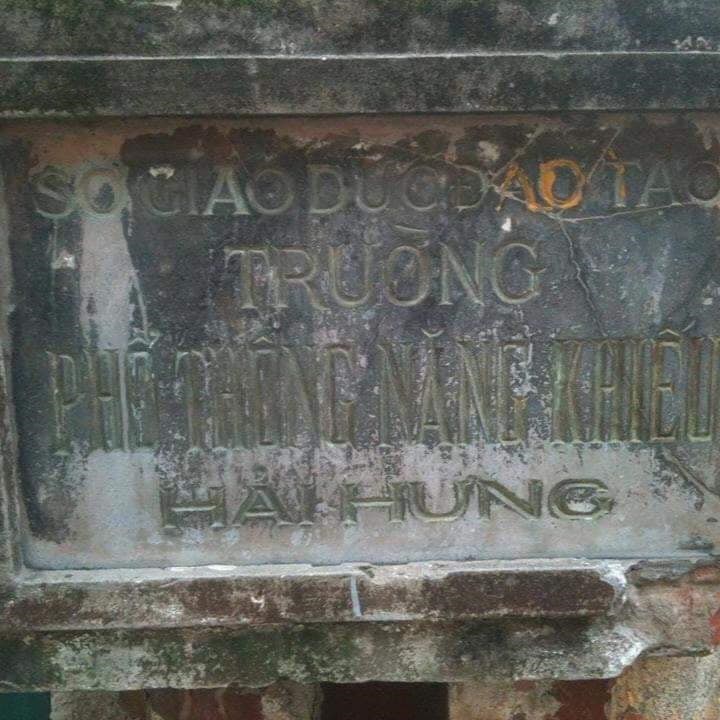 SỞ GIÁO DỤC ĐÀO TẠO
TRƯỜNG
PHỔ THÔNG NĂNG KHIẾU
HẢI HƯNG